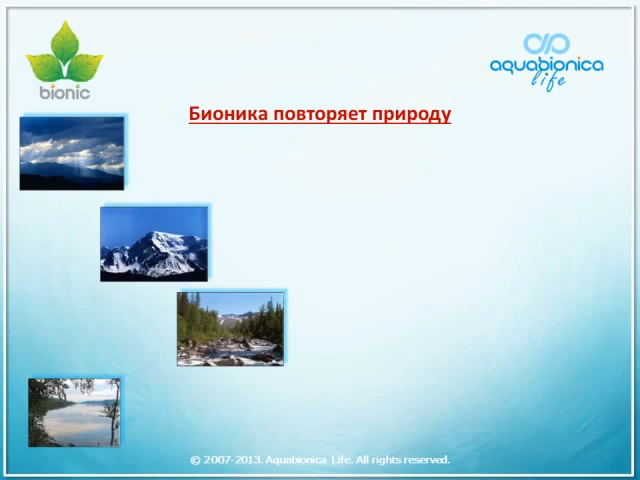 bionic
aquabionica
life
Бионика повторяет природу
© 2007-2013. Aquabionica Life. All rights reserved.